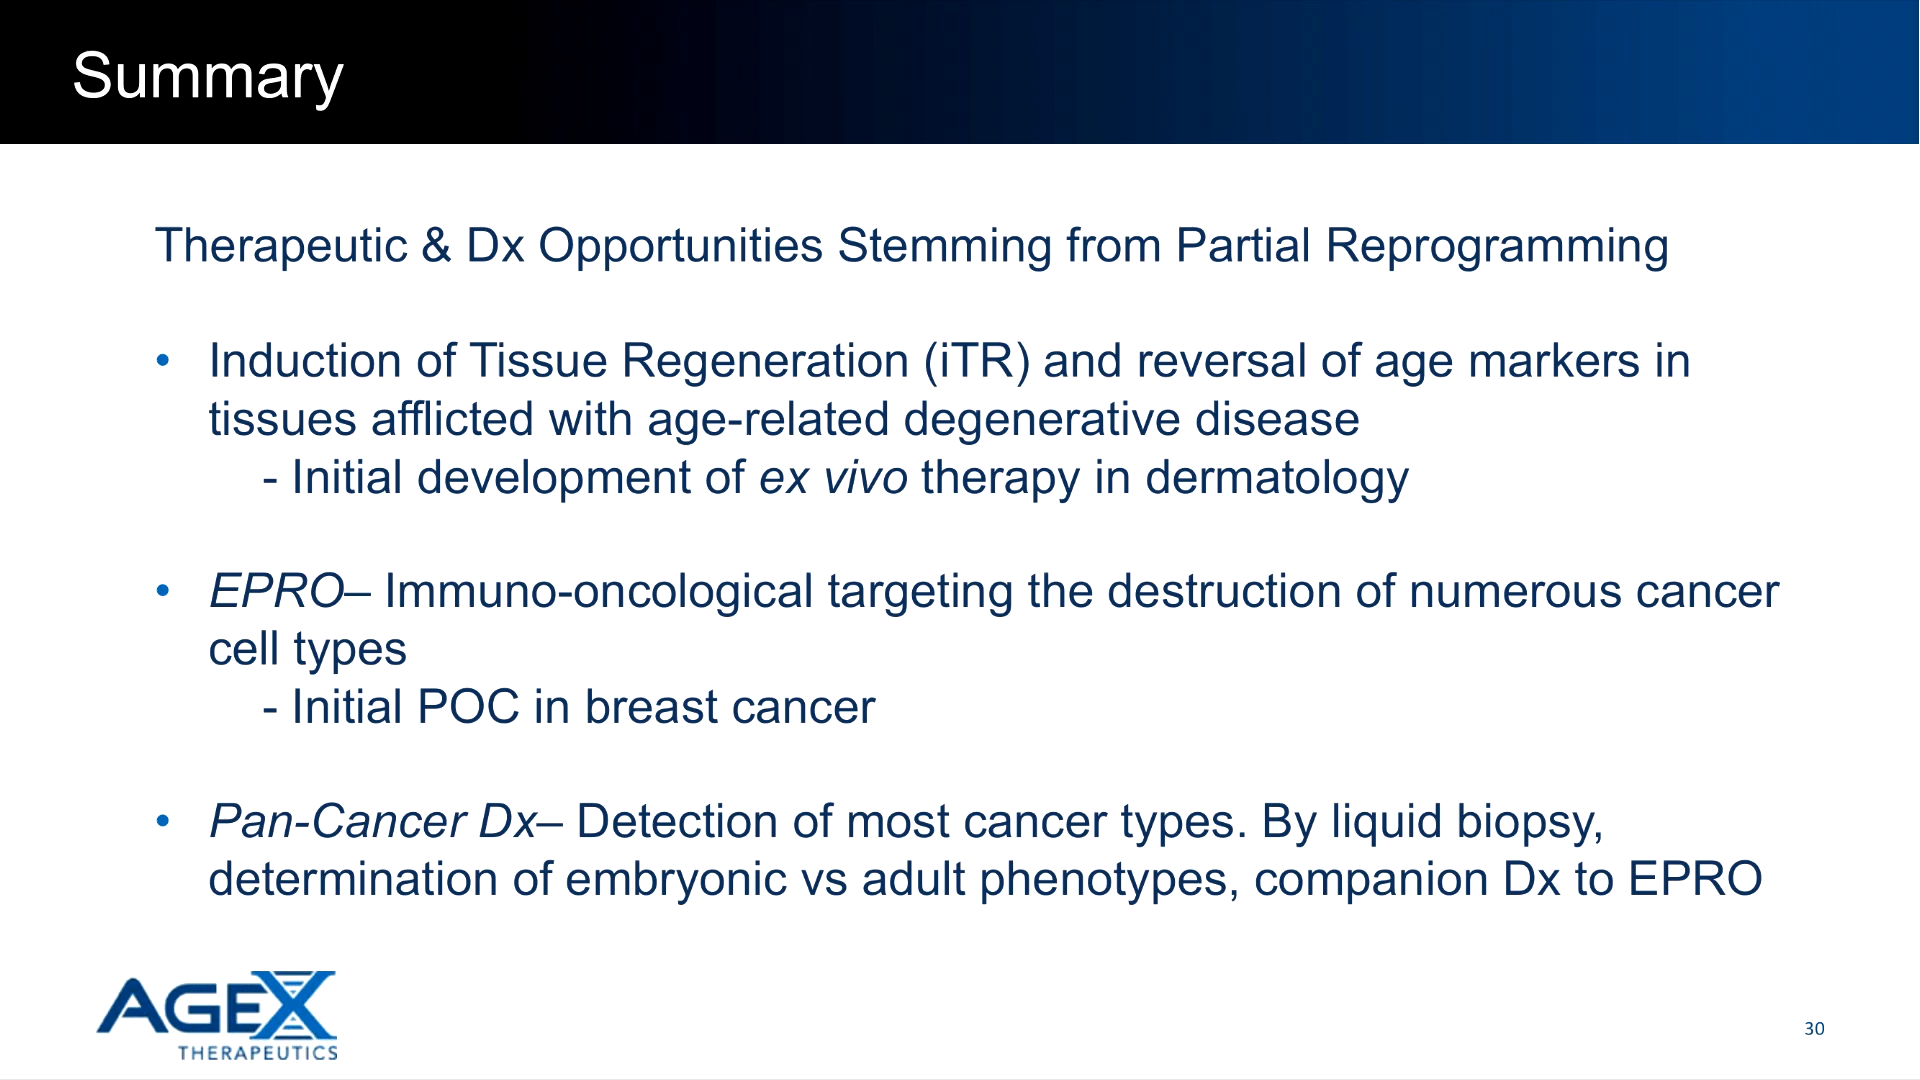 Summary
Therapeutic & Dx Opportunities Stemming from Partial Reprogramming
• Induction of Tissue Regeneration (iTR) and reversal of age markers in
tissues afflicted with age-related degenerative disease
- Initial development of ex vivo therapy in dermatology
• EPRO– Immuno-oncological targeting the destruction of numerous cancer
cell types
- Initial POC in breast cancer
• Pan-Cancer Dx– Detection of most cancer types. By liquid biopsy,
determination of embryonic vs adult phenotypes, companion Dx to EPRO
AGEX
THERAPEUTICS
30